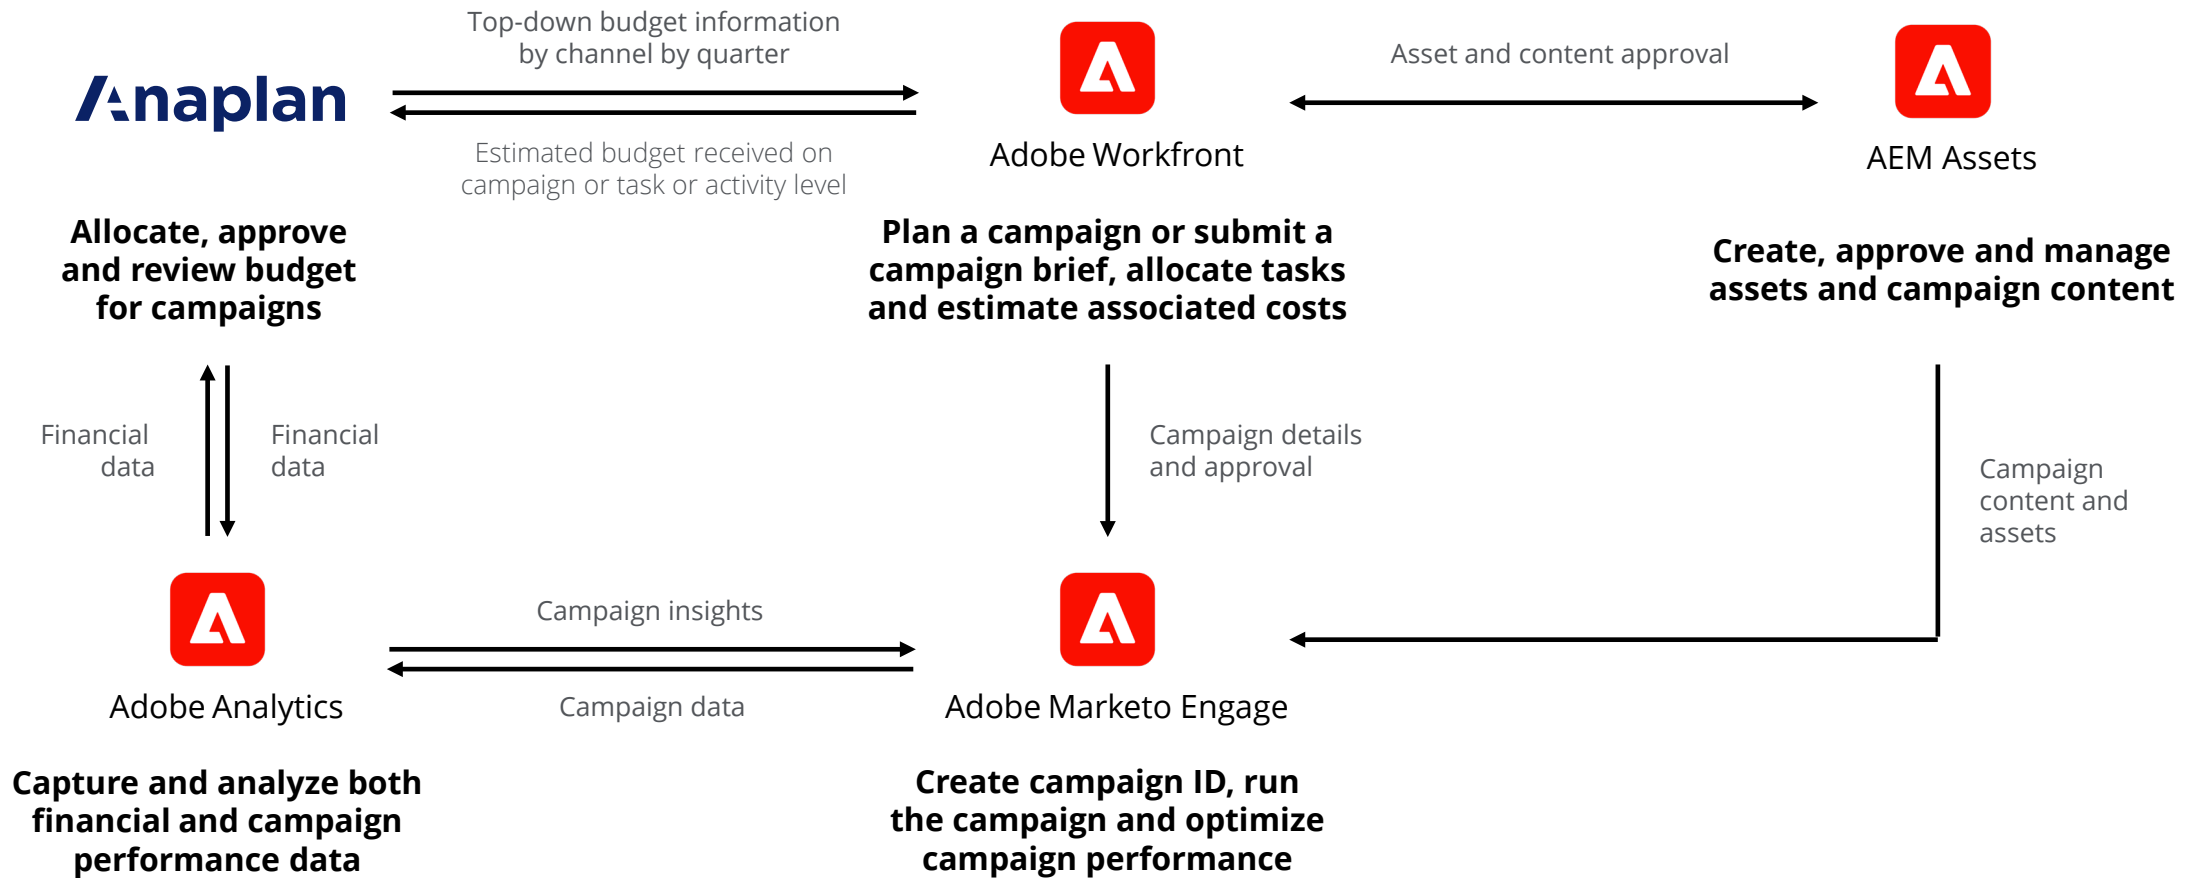 Top-down budget information
by channel by quarter
Anaplan
Estimated budget received on
campaign or task or activity level
Adobe Workfront
Asset and content approval
AEM Assets
Allocate, approve
and review budget
for campaigns
Plan a campaign or submit a
campaign brief, allocate tasks
and estimate associated costs
Create, approve and manage
assets and campaign content
Financial
data
Financial
data
Campaign details
and approval
Campaign
content and
assets
Adobe Analytics
Campaign insights
Campaign data
Adobe Marketo Engage
Capture and analyze both
financial and campaign
performance data
Create campaign ID, run
the campaign and optimize
campaign performance